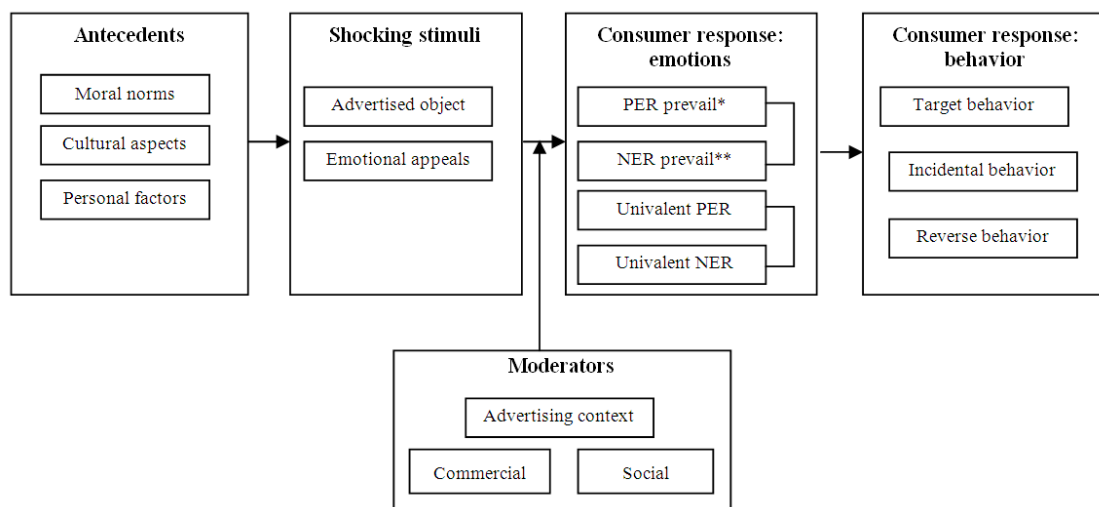 Antecedents
Moral norms
Cultural aspects
Personal factors
Shocking stimuli
Advertised object
Emotional appeals
Consumer response:
emotions
PER prevail*
NER prevail**
Univalent PER
Univalent NER
Consumer response:
behavior
Target behavior
Incidental behavior
Reverse behavior
Moderators
Advertising context
Commercial
Social